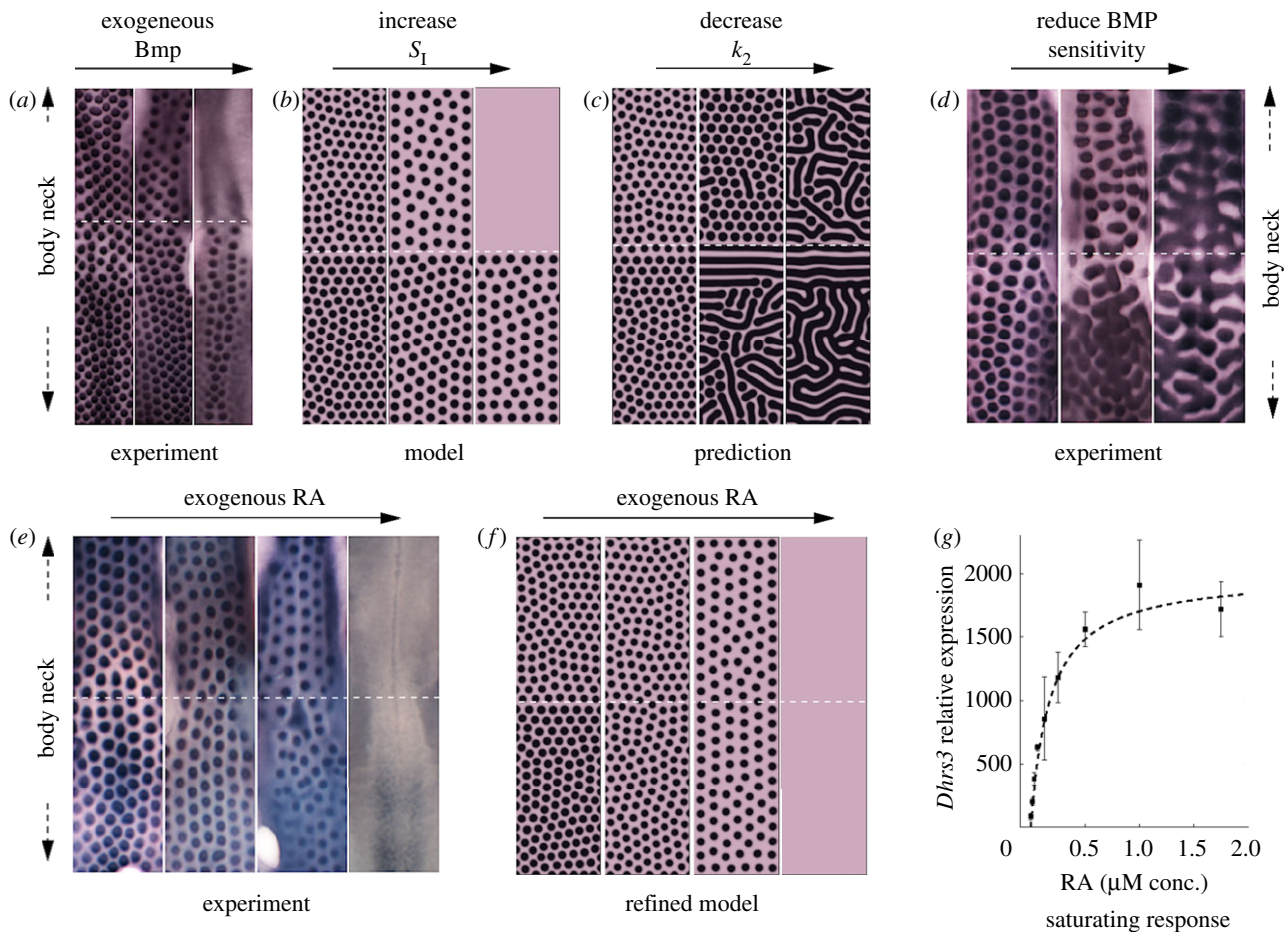 exogeneous
Bmp
increase
S_I
decrease
k_2
reduce BMP
sensitivity
(a)
(b)
(c)
(d)
body neck
body neck
experiment
model
prediction
experiment
exogenous RA
exogenous RA
(e)
(f)
(g)
body neck
Dhrs3 relative expression
2000
1500
1000
500
0
0 0.5 1.0 1.5 2.0
RA (µM conc.)
experiment
refined model
saturating response